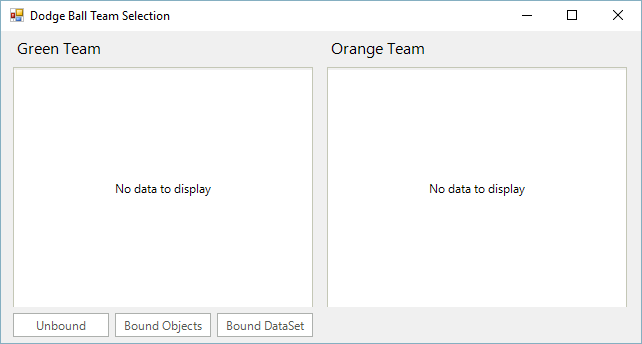 Dodge Ball Team Selection
Green Team
Orange Team
No data to display
No data to display
Unbound
Bound Objects
Bound DataSet